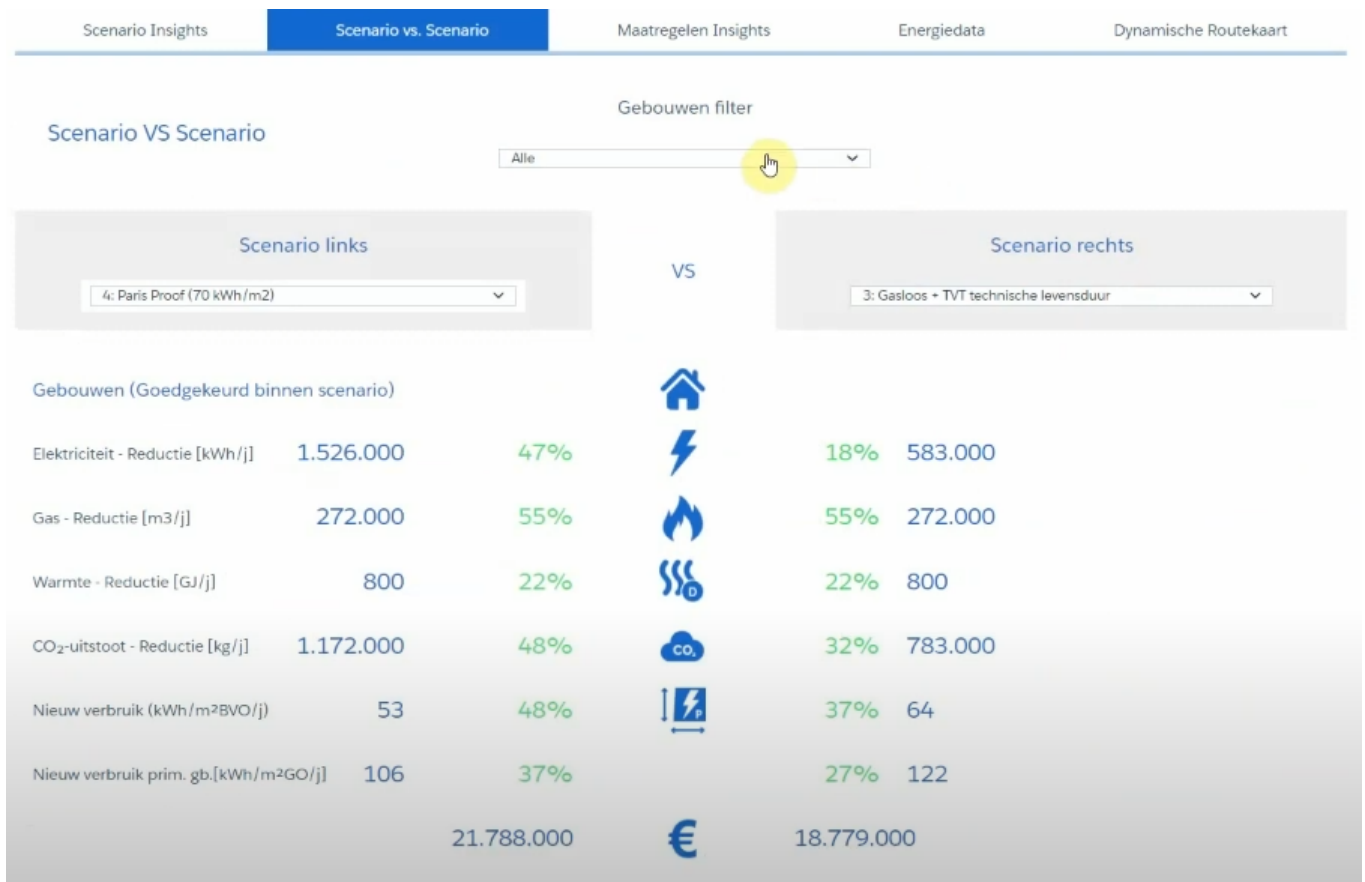 Scenario Insights Scenario vs. Scenario Maatregelen Insights Energiedata Dynamische Routekaart
Gebouwen filter
Scenario VS Scenario
Alle
Scenario links
VS
Scenario rechts
4: Paris Proof (70 kWh/m2)
3: Gasloos + TVT technische levensduur
Gebouwen (Goedgekeurd binnen scenario)
Elektriciteit - Reductie [kWh/j] 1.526.000 47% 18% 583.000
Gas - Reductie [m3/j] 272.000 55% 55% 272.000
Warmte - Reductie [GJ/j] 800 22% D 22% 800
CO₂-uitstoot - Reductie [kg/j] 1.172.000 48% CO₂ 32% 783.000
Nieuw verbruik (kWh/m²BVO/j) 53 48% P 37% 64
Nieuw verbruik prim. gb.[kWh/m²GO/j] 106 37% 27% 122
21.788.000 € 18.779.000